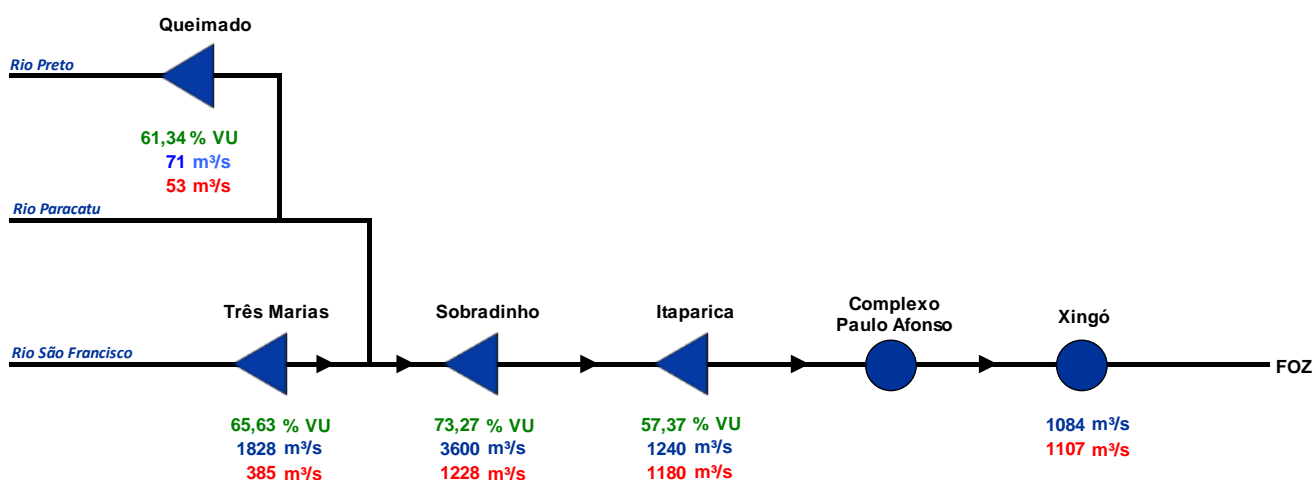 Queimado
Rio Preto
61,34 % VU
71 m³/s
53 m³/s
Rio Paracatu
Três Marias
Sobradinho
Itaparica
Complexo
Paulo Afonso
Xingó
Rio São Francisco
FOZ
65,63 % VU
1828 m³/s
385 m³/s
73,27 % VU
3600 m³/s
1228 m³/s
57,37 % VU
1240 m³/s
1180 m³/s
1084 m³/s
1107 m³/s